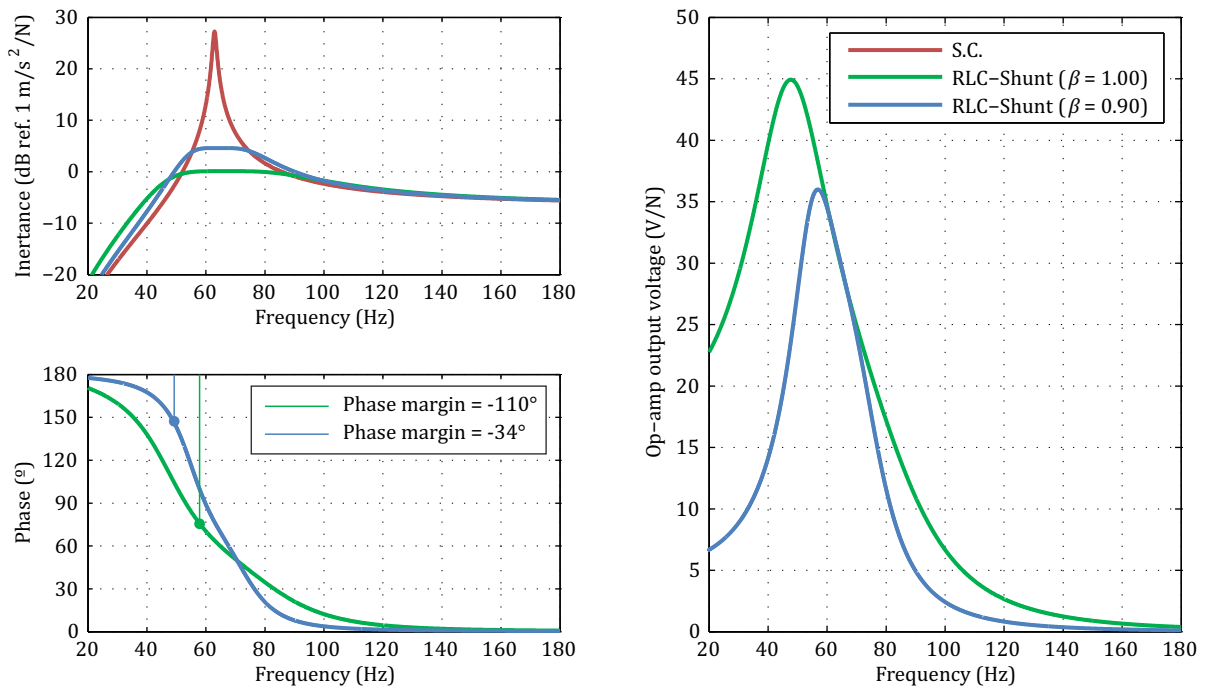 Inertance (dB ref. 1 m/s²/N)
30
20
10
0
−10
−20
20 40 60 80 100 120 140 160 180
Frequency (Hz)
Phase (º)
180
150
120
90
60
30
0
Phase margin = -110°
Phase margin = -34°
20 40 60 80 100 120 140 160 180
Frequency (Hz)
Op−amp output voltage (V/N)
50
45
40
35
30
25
20
15
10
5
0
S.C.
RLC−Shunt (β = 1.00)
RLC−Shunt (β = 0.90)
20 40 60 80 100 120 140 160 180
Frequency (Hz)